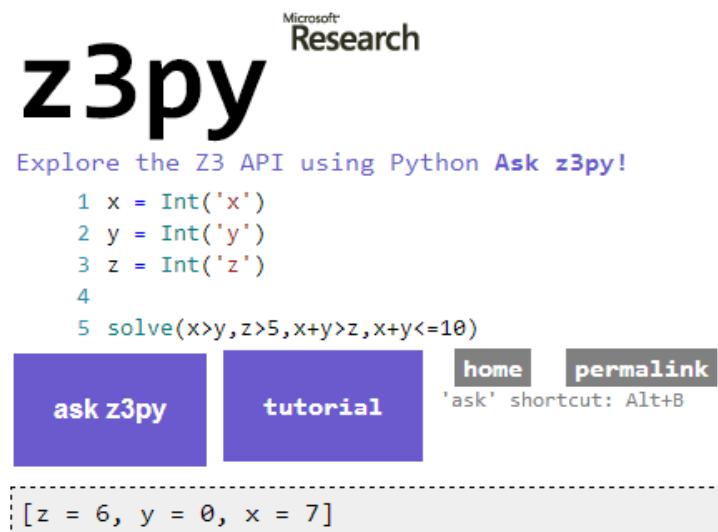 Microsoft
Research
z3py
Explore the Z3 API using Python Ask z3py!
1 x = Int('x')
2 y = Int('y')
3 z = Int('z')
4
5 solve(x>y,z>5,x+y>z,x+y<=10)
ask z3py tutorial home permalink
'ask' shortcut: Alt+B
[z = 6, y = 0, x = 7]